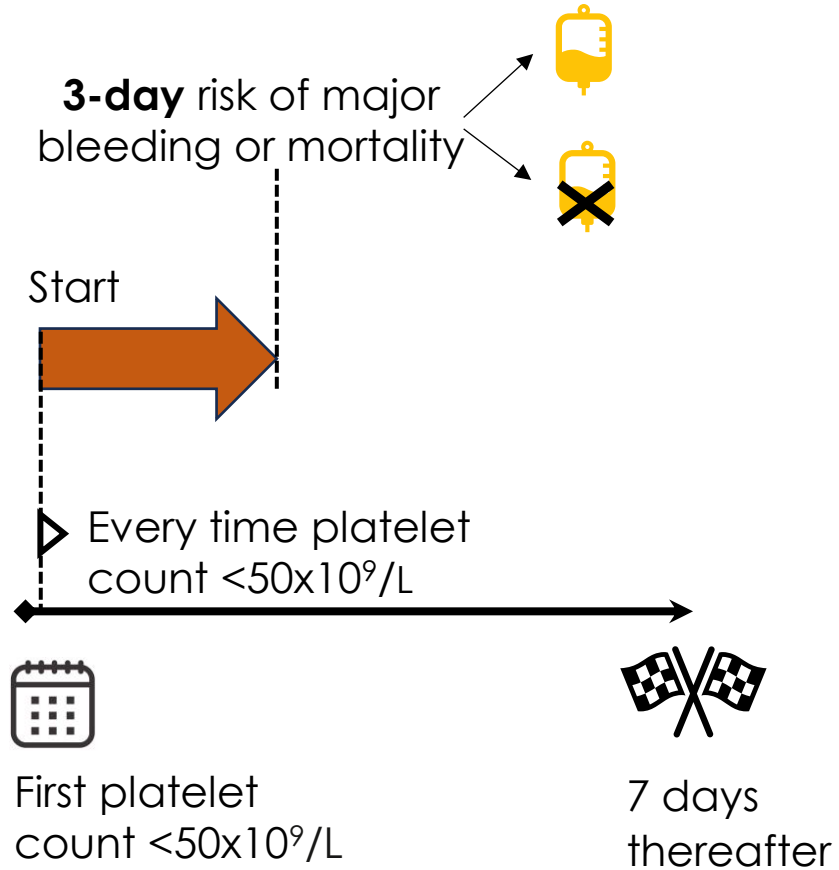 3-day risk of major
bleeding or mortality
Start
Every time platelet
count <50x10⁹/L
First platelet
count <50x10⁹/L
7 days
thereafter